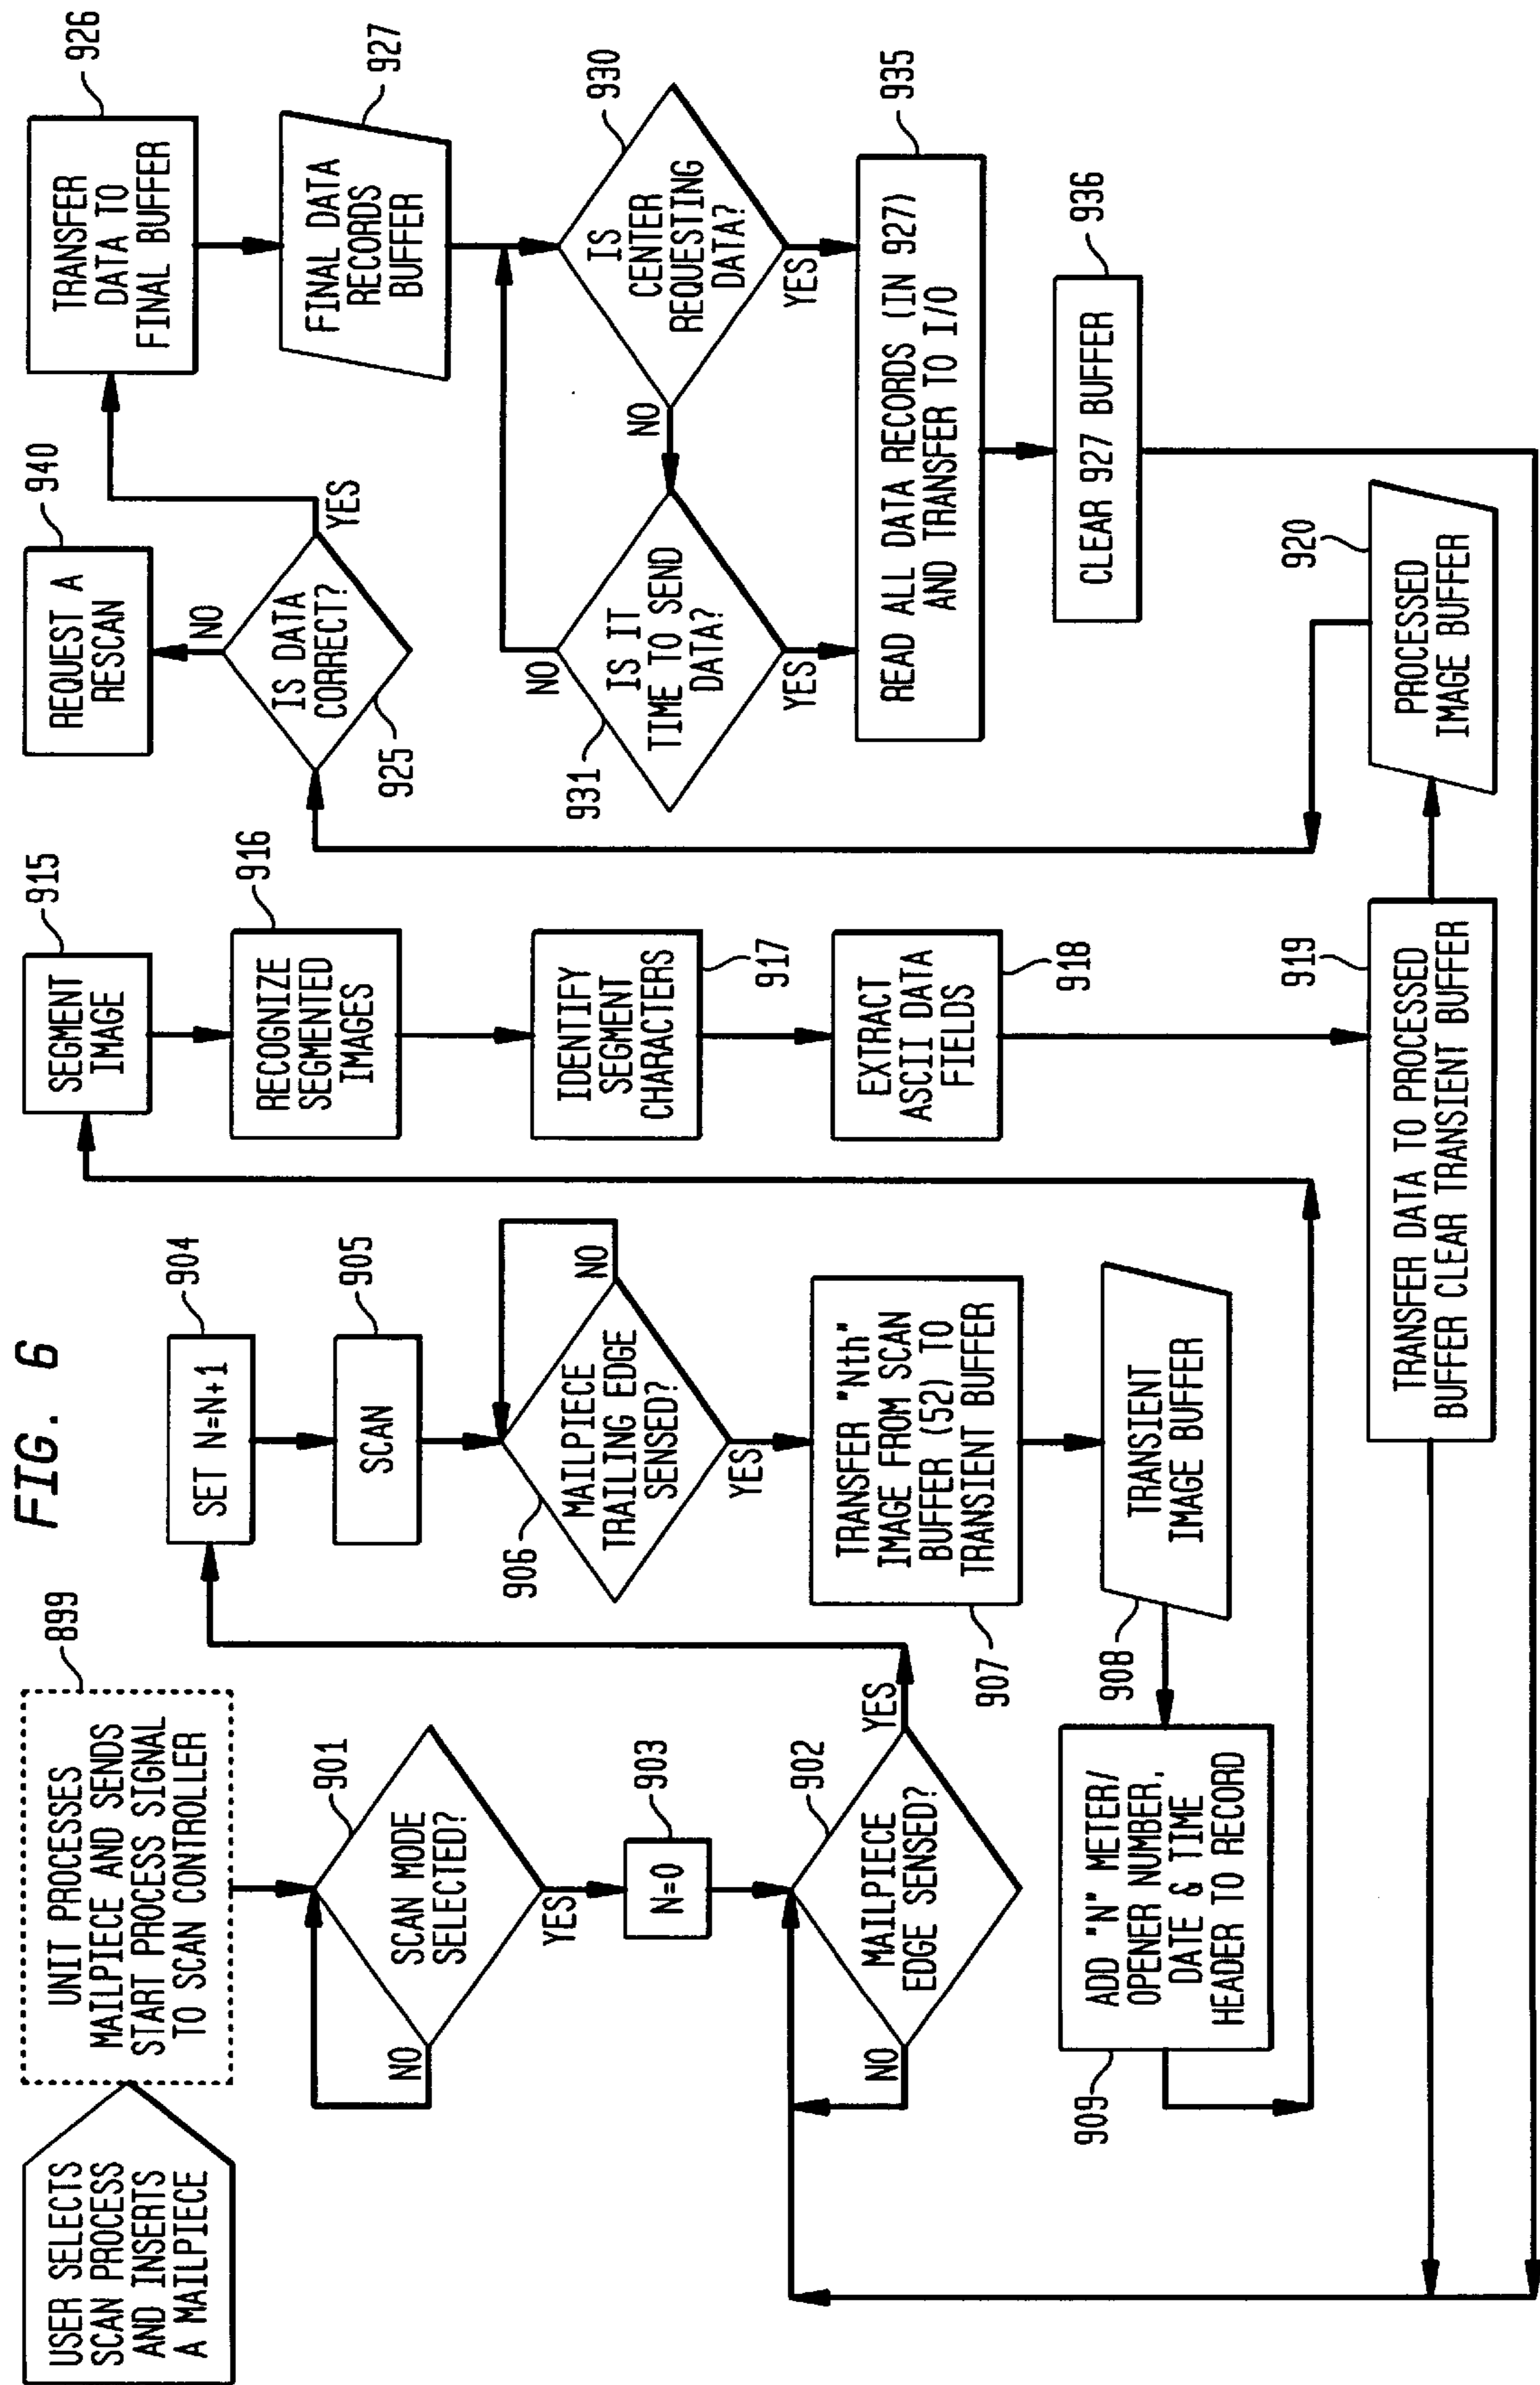 FIG. 6
USER SELECTS
SCAN PROCESS
AND INSERTS
A MAILPIECE
899
UNIT PROCESSES
MAILPIECE AND SENDS
START PROCESS SIGNAL
TO SCAN CONTROLLER
901
SCAN MODE
SELECTED?
NO
YES
903
N=0
902
MAILPIECE
EDGE SENSED?
NO
YES
904
SET N=N+1
905
SCAN
906
MAILPIECE
TRAILING EDGE
SENSED?
NO
YES
907
TRANSFER "Nth"
IMAGE FROM SCAN
BUFFER (52) TO
TRANSIENT BUFFER
908
TRANSIENT
IMAGE BUFFER
909
ADD "N" METER/
OPENER NUMBER,
DATE & TIME
HEADER TO RECORD
915
SEGMENT
IMAGE
916
RECOGNIZE
SEGMENTED
IMAGES
917
IDENTIFY
SEGMENT
CHARACTERS
918
EXTRACT
ASCII DATA
FIELDS
919
TRANSFER DATA TO PROCESSED
BUFFER CLEAR TRANSIENT BUFFER
920
PROCESSED
IMAGE BUFFER
925
IS DATA
CORRECT?
NO
YES
940
REQUEST A
RESCAN
926
TRANSFER
DATA TO
FINAL BUFFER
927
FINAL DATA
RECORDS
BUFFER
930
IS
CENTER
REQUESTING
DATA?
NO
YES
931
IS IT
TIME TO SEND
DATA?
NO
YES
935
READ ALL DATA RECORDS (IN 927)
AND TRANSFER TO I/O
936
CLEAR 927 BUFFER